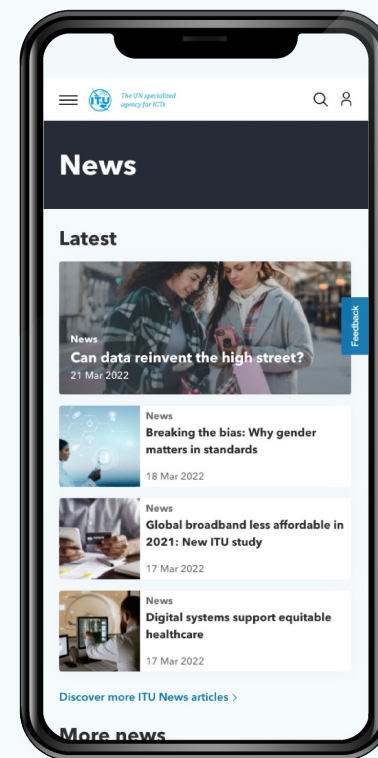 ITU
The UN specialized
agency for ICTs
News
Latest
News
Can data reinvent the high street?
21 Mar 2022
Feedback
News
Breaking the bias: Why gender
matters in standards
18 Mar 2022
News
Global broadband less affordable in
2021: New ITU study
17 Mar 2022
News
Digital systems support equitable
healthcare
17 Mar 2022
Discover more ITU News articles >
More news